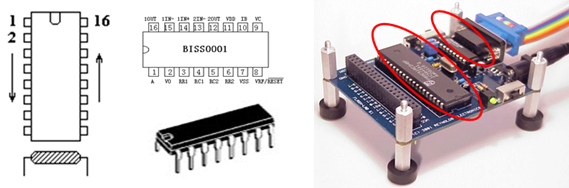 1 16
2
1OUT 1IN- 1IN+ 2IN- 2OUT VDD IB VC
16 15 14 13 12 11 10 9
BISS0001
1 2 3 4 5 6 7 8
A VO RR1 RC1 RC2 RR2 VSS VRF/RESET